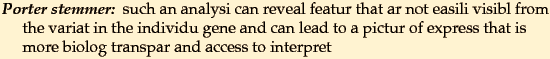 Porter stemmer: such an analysi can reveal featur that ar not easili visibl from
the variat in the individu gene and can lead to a pictur of express that is
more biolog transpar and access to interpret